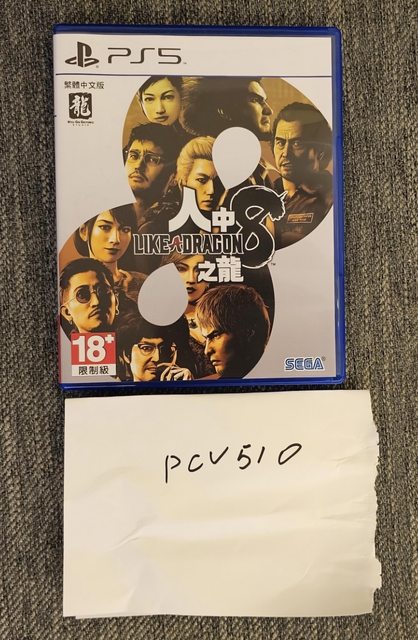 PS5
繁體中文版
龍
人中
LIKE A DRAGON 8
之龍
18+
限制級
SEGA
PCV510